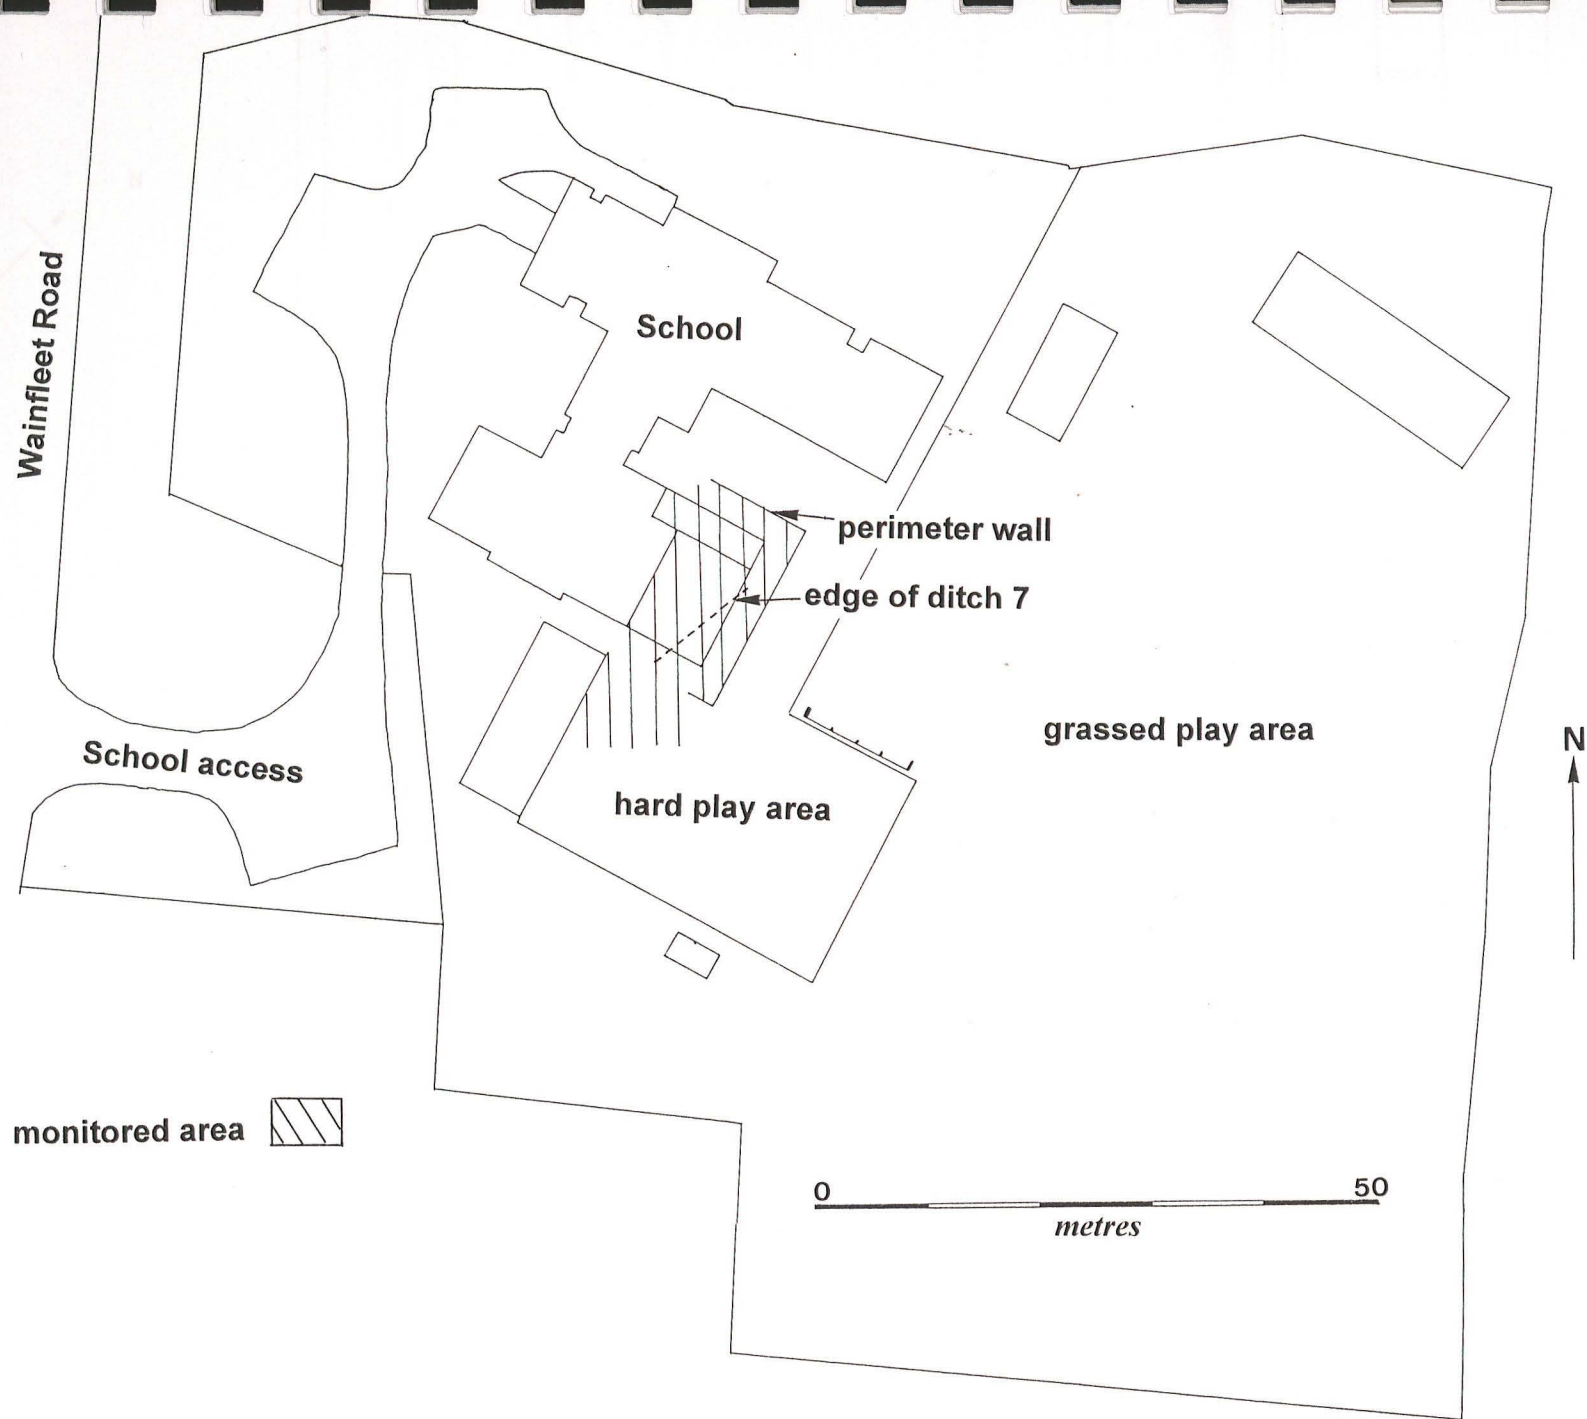 Wainfleet Road
School
perimeter wall
edge of ditch 7
grassed play area
N
School access
hard play area
monitored area
0 50
metres